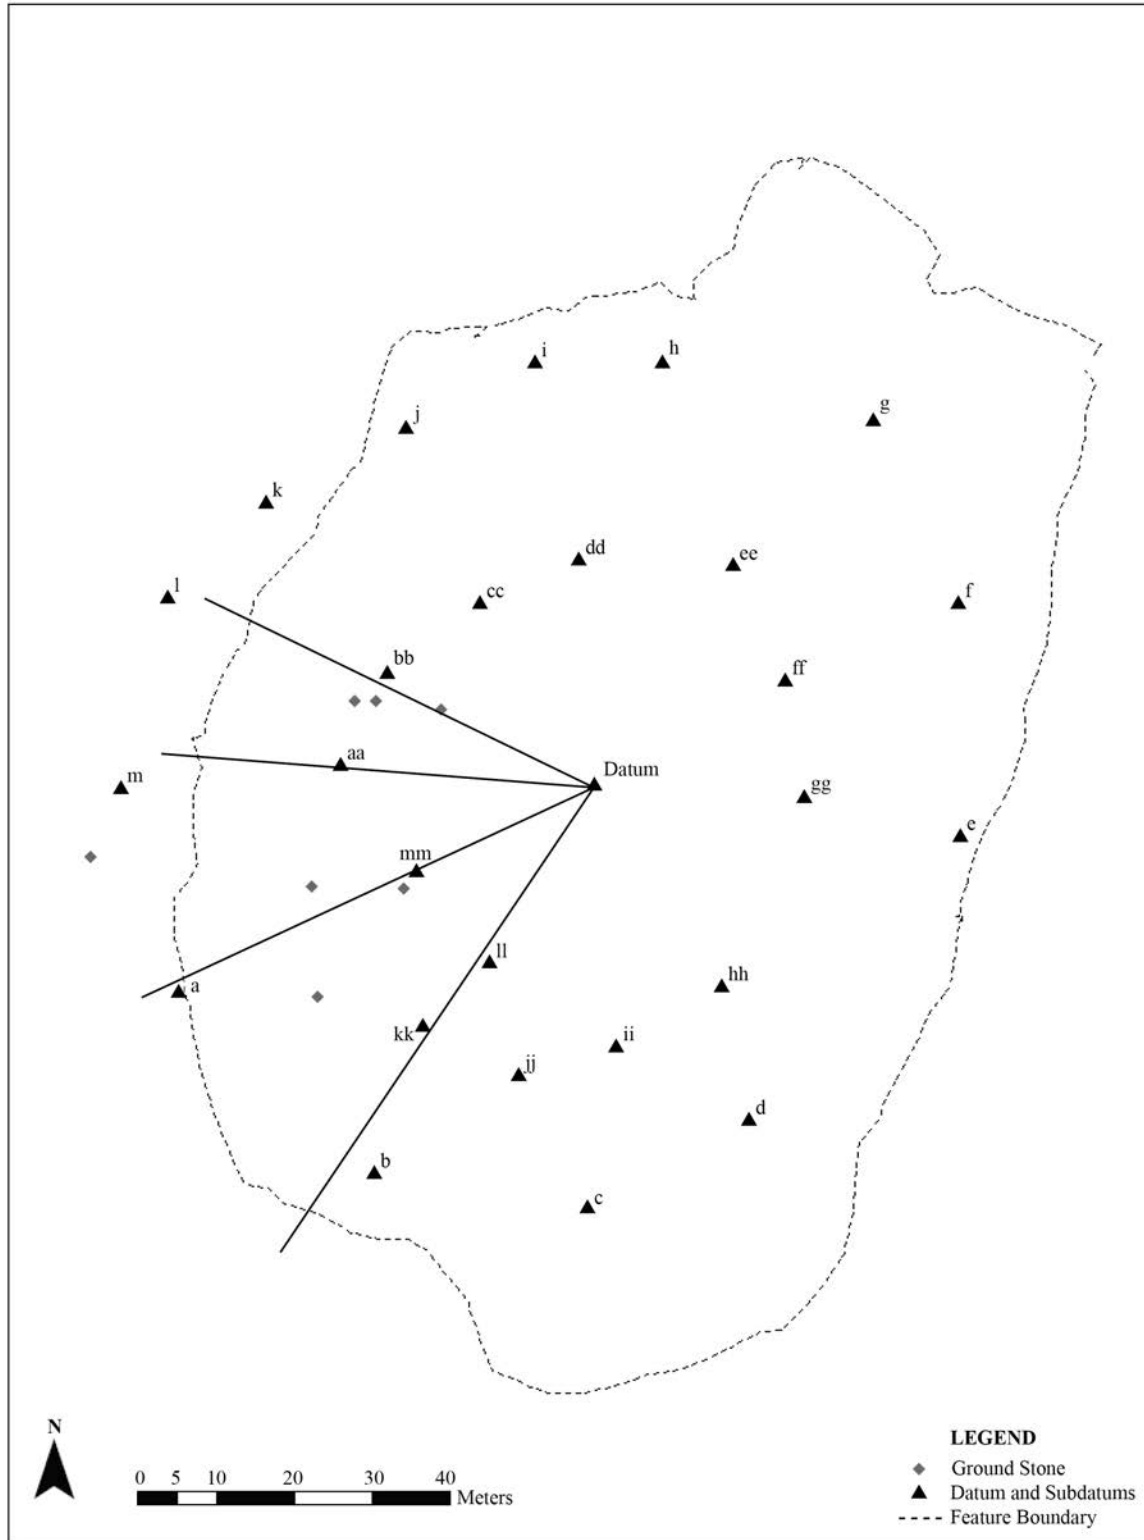 i
h
j
g
k
dd
ee
l
cc
f
bb
ff
aa
Datum
m
gg
e
mm
ll
hh
a
kk
ii
jj
d
b
c
N
LEGEND
Ground Stone
Datum and Subdatums
Feature Boundary
0 5 10 20 30 40
Meters